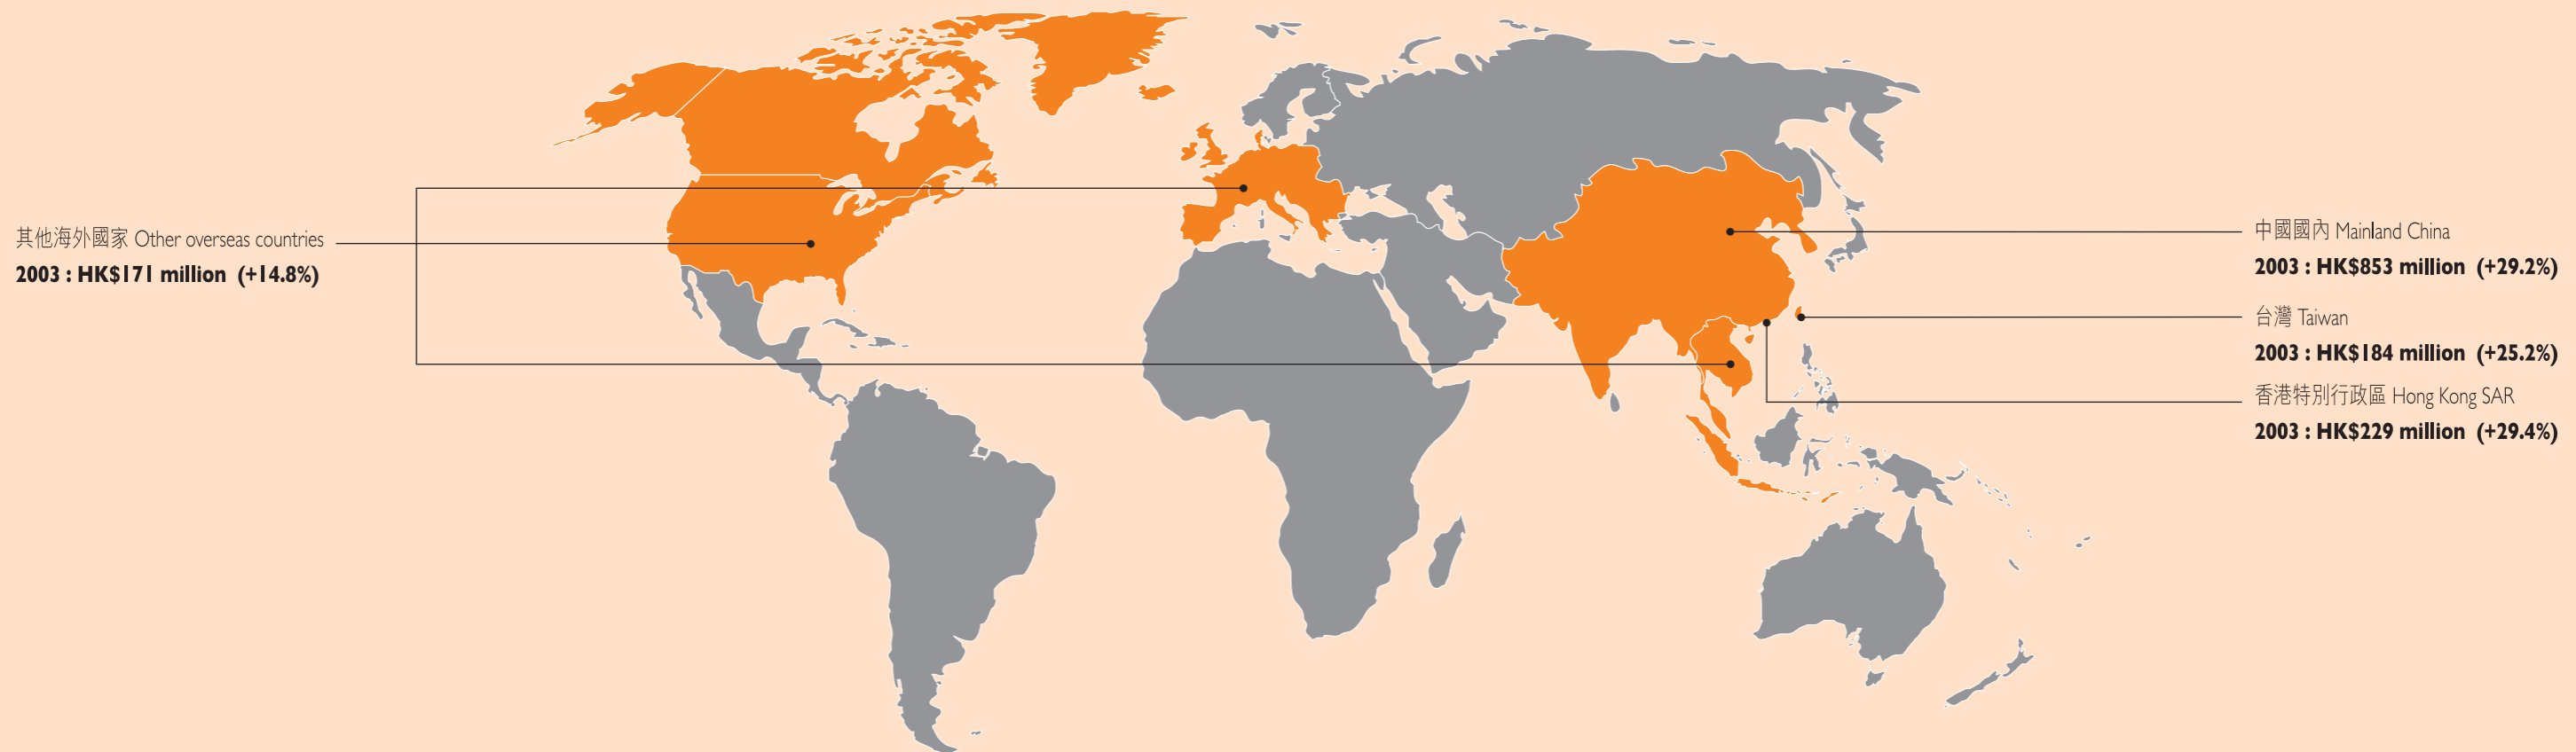 其他海外國家 Other overseas countries
2003 : HK$171 million (+14.8%)
中國國內 Mainland China
2003 : HK$853 million (+29.2%)
台灣 Taiwan
2003 : HK$184 million (+25.2%)
香港特別行政區 Hong Kong SAR
2003 : HK$229 million (+29.4%)